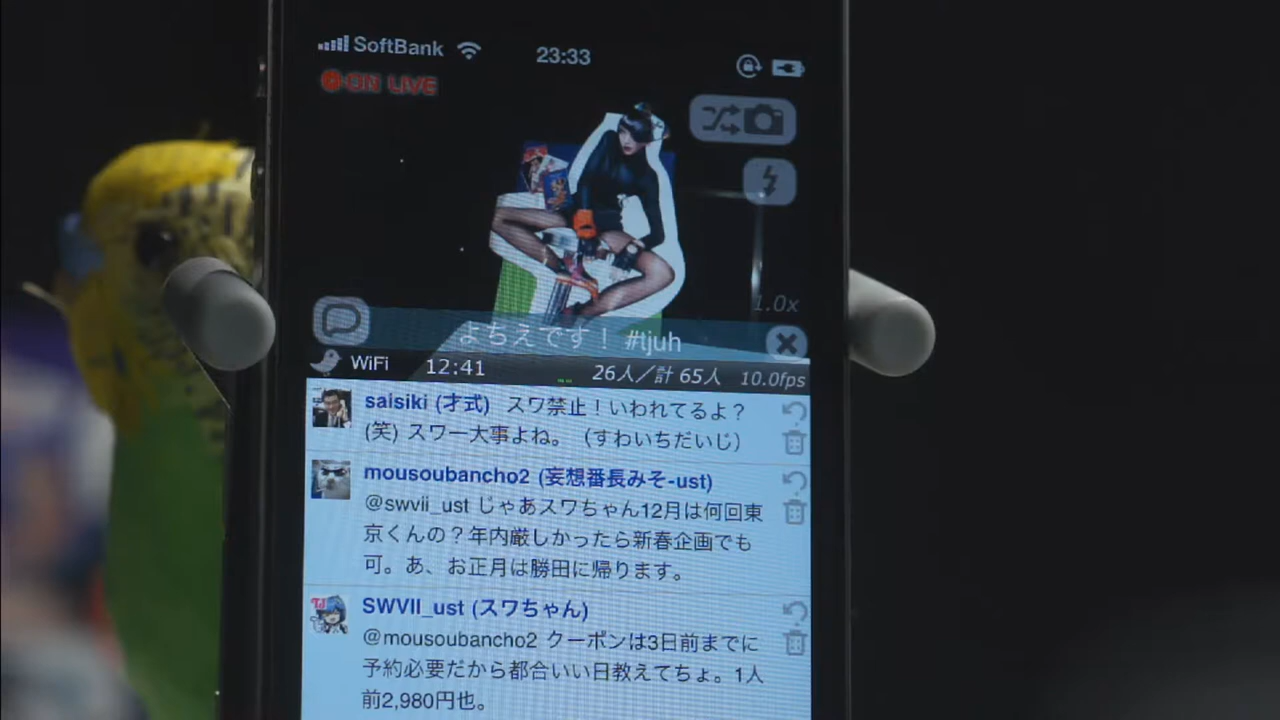 SoftBank 23:33
ON LIVE
1.0x
よちえです！ #tjuh
WiFi 12:41 26人／計 65人 10.0fps
saisiki (才式) スワ禁止！いわれてるよ？
(笑) スワー大事よね。（すわいちだいじ）
mousoubancho2 (妄想番長みそ-ust)
@swvii_ust じゃあスワちゃん12月は何回東
京くんの？年内厳しかったら新春企画でも
可。あ、お正月は勝田に帰ります。
SWVII_ust (スワちゃん)
@mousoubancho2 クーポンは3日前までに
予約必要だから都合いい日教えてちょ。1人
前2,980円也。